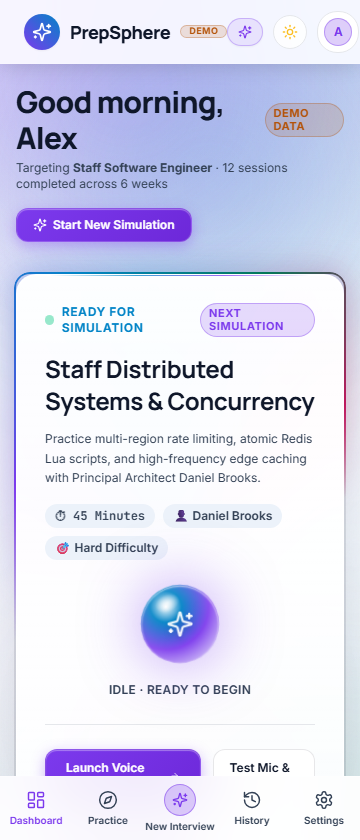 PrepSphere DEMO A
Good morning,
Alex
DEMO
DATA
Targeting Staff Software Engineer · 12 sessions
completed across 6 weeks
Start New Simulation
READY FOR
SIMULATION
NEXT
SIMULATION
Staff Distributed
Systems & Concurrency
Practice multi-region rate limiting, atomic Redis
Lua scripts, and high-frequency edge caching
with Principal Architect Daniel Brooks.
45 Minutes
Daniel Brooks
Hard Difficulty
IDLE · READY TO BEGIN
Launch Voice
Test Mic &
Dashboard
Practice
New Interview
History
Settings